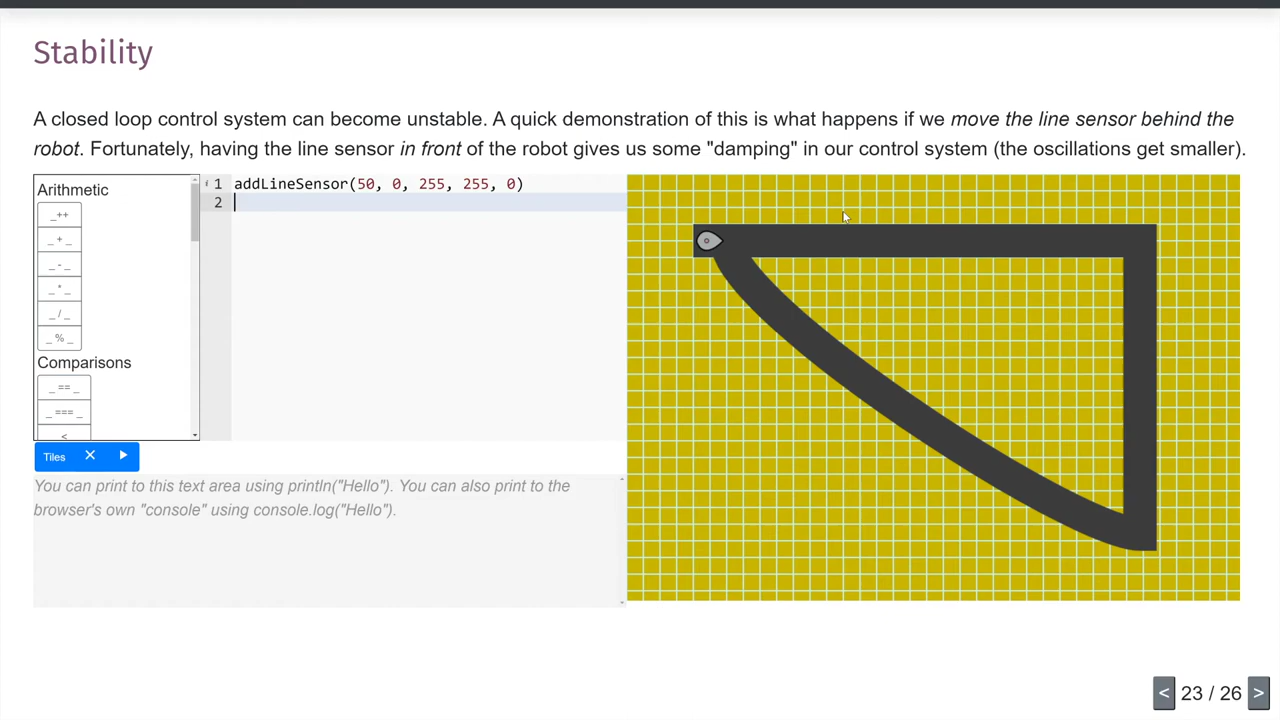 Stability
A closed loop control system can become unstable. A quick demonstration of this is what happens if we move the line sensor behind the
robot. Fortunately, having the line sensor in front of the robot gives us some "damping" in our control system (the oscillations get smaller).
Arithmetic
_++
_ + _
_ - _
_ * _
_ / _
_ % _
Comparisons
_ == _
_ === _
<
Tiles
i 1 addLineSensor(50, 0, 255, 255, 0)
2
You can print to this text area using println("Hello"). You can also print to the
browser's own "console" using console.log("Hello").
< 23 / 26 >